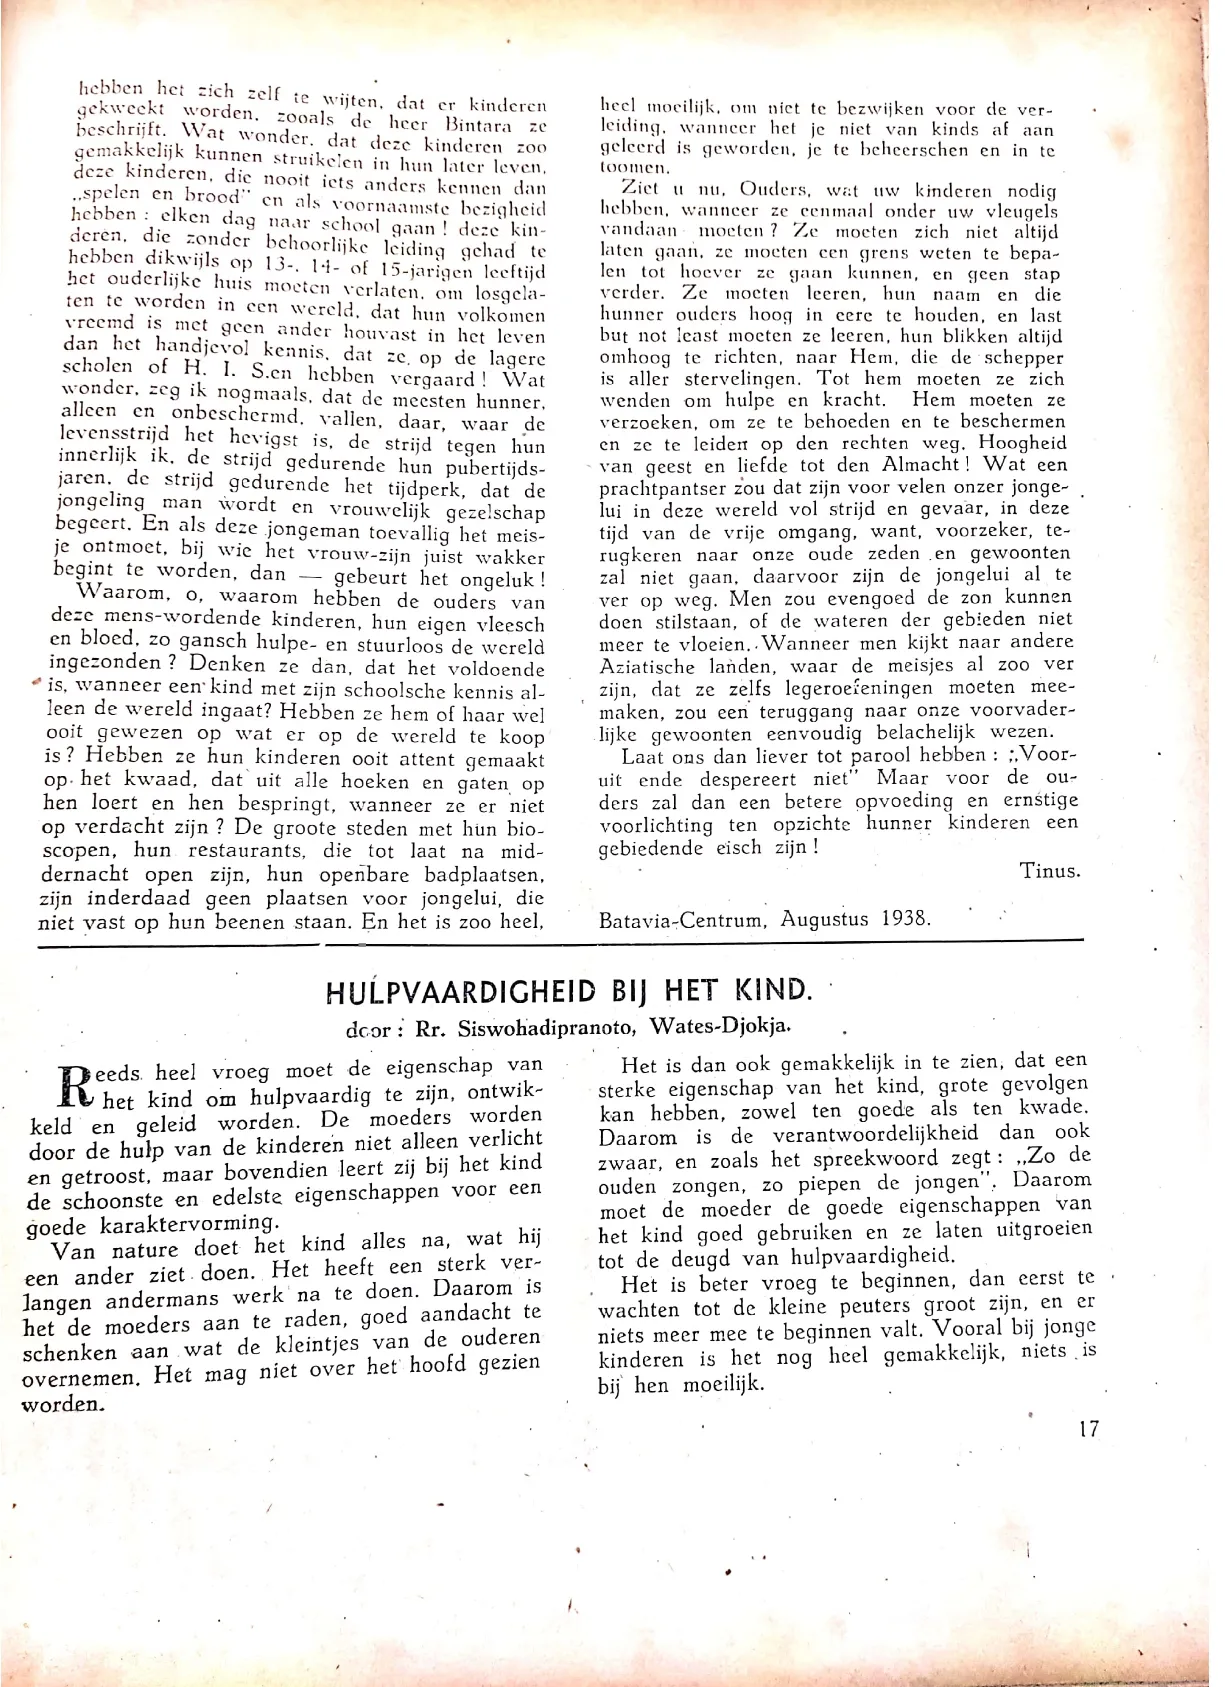 hebben het zich zelf te wijten, dat er kinderen
gekweekt worden, zooals de heer Bintara ze
beschrijft. Wat wonder, dat deze kinderen zoo
gemakkelijk kunnen struikelen in hun later leven,
deze kinderen, die nooit iets anders kennen dan
„spelen en brood" en als voornaamste bezigheid
hebben : elken dag naar school gaan ! deze kin-
deren, die zonder behoorlijke leiding gehad te
hebben dikwijls op 13-, 14- of 15-jarigen leeftijd
het ouderlijke huis moeten verlaten, om losgela-
ten te worden in een wereld, dat hun volkomen
vreemd is met geen ander houvast in het leven
dan het handjevol kennis, dat ze op de lagere
scholen of H. I. S.en hebben vergaard ! Wat
wonder, zeg ik nogmaals, dat de meesten hunner,
alleen en onbeschermd, vallen, daar, waar de
levensstrijd het hevigst is, de strijd tegen hun
innerlijk ik, de strijd gedurende hun pubertijds-
jaren, de strijd gedurende het tijdperk, dat de
jongeling man wordt en vrouwelijk gezelschap
begeert. En als deze jongeman toevallig het meis-
je ontmoet, bij wie het vrouw-zijn juist wakker
begint te worden, dan — gebeurt het ongeluk !
Waarom, o, waarom hebben de ouders van
deze mens-wordende kinderen, hun eigen vleesch
en bloed, zo gansch hulpe- en stuurloos de wereld
ingezonden ? Denken ze dan, dat het voldoende
is, wanneer een kind met zijn schoolsche kennis al-
leen de wereld ingaat? Hebben ze hem of haar wel
ooit gewezen op wat er op de wereld te koop
is ? Hebben ze hun kinderen ooit attent gemaakt
op het kwaad, dat uit alle hoeken en gaten op
hen loert en hen bespringt, wanneer ze er niet
op verdacht zijn ? De groote steden met hun bio-
scopen, hun restaurants, die tot laat na mid-
dernacht open zijn, hun openbare badplaatsen,
zijn inderdaad geen plaatsen voor jongelui, die
niet vast op hun beenen staan. En het is zoo heel,
heel moeilijk, om niet te bezwijken voor de ver-
leiding, wanneer het je niet van kinds af aan
geleerd is geworden, je te beheerschen en in te
toomen.
Ziet u nu, Ouders, wat uw kinderen nodig
hebben, wanneer ze eenmaal onder uw vleugels
vandaan moeten ? Ze moeten zich niet altijd
laten gaan, ze moeten een grens weten te bepa-
len tot hoever ze gaan kunnen, en geen stap
verder. Ze moeten leeren, hun naam en die
hunner ouders hoog in eere te houden, en last
but not least moeten ze leeren, hun blikken altijd
omhoog te richten, naar Hem, die de schepper
is aller stervelingen. Tot hem moeten ze zich
wenden om hulpe en kracht. Hem moeten ze
verzoeken, om ze te behoeden en te beschermen
en ze te leiden op den rechten weg. Hoogheid
van geest en liefde tot den Almacht ! Wat een
prachtpantser zou dat zijn voor velen onzer jonge-
lui in deze wereld vol strijd en gevaar, in deze
tijd van de vrije omgang, want, voorzeker, te-
rugkeren naar onze oude zeden en gewoonten
zal niet gaan, daarvoor zijn de jongelui al te
ver op weg. Men zou evengoed de zon kunnen
doen stilstaan, of de wateren der gebieden niet
meer te vloeien. Wanneer men kijkt naar andere
Aziatische landen, waar de meisjes al zoo ver
zijn, dat ze zelfs legeroefeningen moeten mee-
maken, zou een teruggang naar onze voorvader-
lijke gewoonten eenvoudig belachelijk wezen.
Laat ons dan liever tot parool hebben : „Voor-
uit ende despereert niet" Maar voor de ou-
ders zal dan een betere opvoeding en ernstige
voorlichting ten opzichte hunner kinderen een
gebiedende eisch zijn !
Tinus.
Batavia-Centrum, Augustus 1938.
HULPVAARDIGHEID BIJ HET KIND.
door : Rr. Siswohadipranoto, Wates-Djokja.
Reeds heel vroeg moet de eigenschap van
het kind om hulpvaardig te zijn, ontwik-
keld en geleid worden. De moeders worden
door de hulp van de kinderen niet alleen verlicht
en getroost, maar bovendien leert zij bij het kind
de schoonste en edelste eigenschappen voor een
goede karaktervorming.
Van nature doet het kind alles na, wat hij
een ander ziet doen. Het heeft een sterk ver-
langen andermans werk na te doen. Daarom is
het de moeders aan te raden, goed aandacht te
schenken aan wat de kleintjes van de ouderen
overnemen. Het mag niet over het hoofd gezien
worden.
Het is dan ook gemakkelijk in te zien, dat een
sterke eigenschap van het kind, grote gevolgen
kan hebben, zowel ten goede als ten kwade.
Daarom is de verantwoordelijkheid dan ook
zwaar, en zoals het spreekwoord zegt : „Zo de
ouden zongen, zo piepen de jongen". Daarom
moet de moeder de goede eigenschappen van
het kind goed gebruiken en ze laten uitgroeien
tot de deugd van hulpvaardigheid.
Het is beter vroeg te beginnen, dan eerst te
wachten tot de kleine peuters groot zijn, en er
niets meer mee te beginnen valt. Vooral bij jonge
kinderen is het nog heel gemakkelijk, niets is
bij hen moeilijk.
17